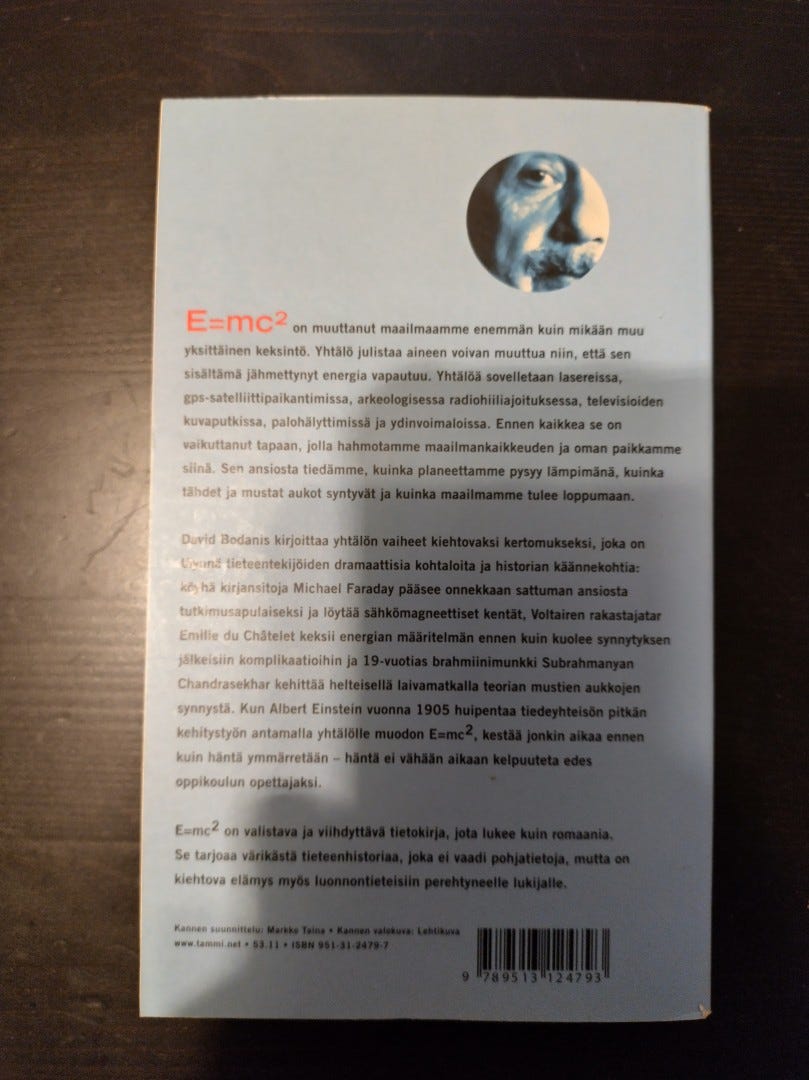 E=mc² on muuttanut maailmaamme enemmän kuin mikään muu
yksittäinen keksintö. Yhtälö julistaa aineen voivan muuttua niin, että sen
sisältämä jähmettynyt energia vapautuu. Yhtälöä sovelletaan lasereissa,
gps-satelliittipaikantimissa, arkeologisessa radiohiiliajoituksessa, televisioiden
kuvaputkissa, palohälyttimissä ja ydinvoimaloissa. Ennen kaikkea se on
vaikuttanut tapaan, jolla hahmotamme maailmankaikkeuden ja oman paikkamme
siinä. Sen ansiosta tiedämme, kuinka planeettamme pysyy lämpimänä, kuinka
tähdet ja mustat aukot syntyvät ja kuinka maailmamme tulee loppumaan.
David Bodanis kirjoittaa yhtälön vaiheet kiehtovaksi kertomukseksi, joka on
täynnä tieteentekijöiden dramaattisia kohtaloita ja historian käännekohtia:
köyhä kirjansitoja Michael Faraday pääsee onnekkaan sattuman ansiosta
tutkimusapulaiseksi ja löytää sähkömagneettiset kentät, Voltairen rakastajatar
Emilie du Châtelet keksii energian määritelmän ennen kuin kuolee synnytyksen
jälkeisiin komplikaatioihin ja 19-vuotias brahmiinimunkki Subrahmanyan
Chandrasekhar kehittää helteisellä laivamatkalla teorian mustien aukkojen
synnystä. Kun Albert Einstein vuonna 1905 huipentaa tiedeyhteisön pitkän
kehitystyön antamalla yhtälölle muodon E=mc², kestää jonkin aikaa ennen
kuin häntä ymmärretään – häntä ei vähään aikaan kelpuuteta edes
oppikoulun opettajaksi.
E=mc² on valistava ja viihdyttävä tietokirja, jota lukee kuin romaania.
Se tarjoaa värikästä tieteenhistoriaa, joka ei vaadi pohjatietoja, mutta on
kiehtova elämys myös luonnontieteisiin perehtyneelle lukijalle.
Kannen suunnittelu: Markko Taina • Kannen valokuva: Lehtikuva
www.tammi.net • 53.11 • ISBN 951-31-2479-7
9 789513 124793